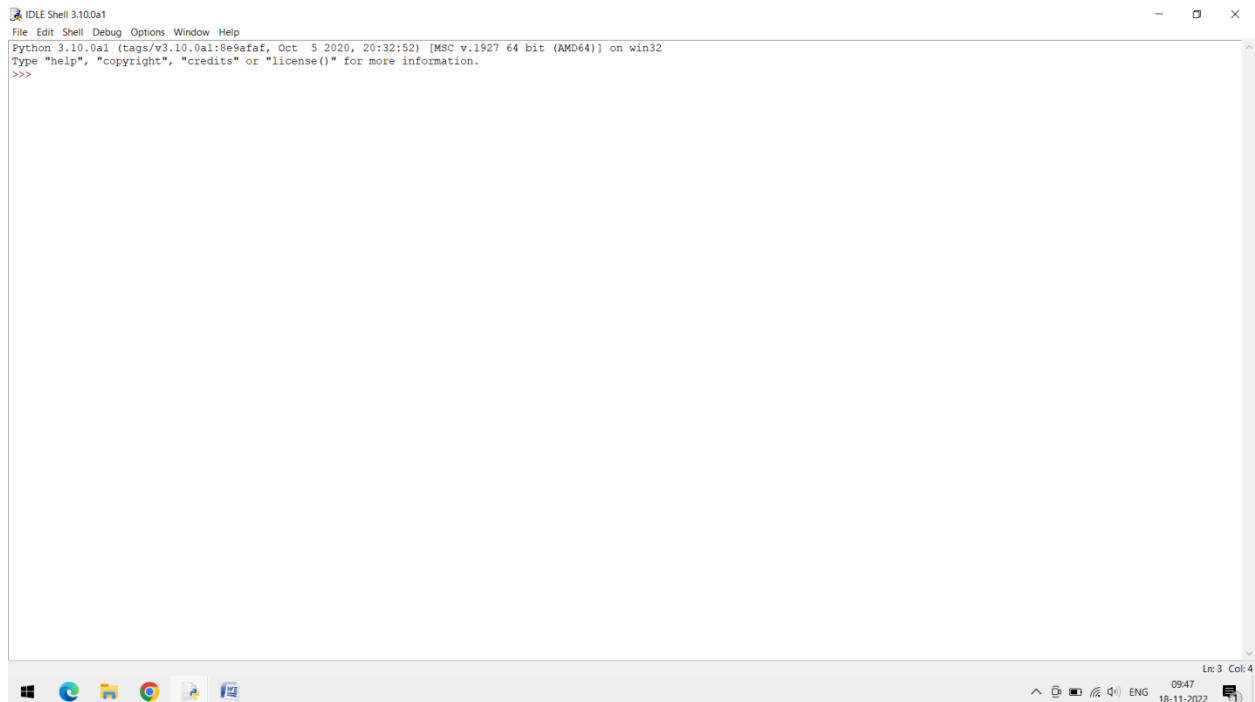 IDLE Shell 3.10.0a1
File Edit Shell Debug Options Window Help
Python 3.10.0a1 (tags/v3.10.0a1:8e9afaf, Oct  5 2020, 20:32:52) [MSC v.1927 64 bit (AMD64)] on win32
Type "help", "copyright", "credits" or "license()" for more information.
>>>
Ln: 3 Col: 4
ENG
09:47
18-11-2022
1